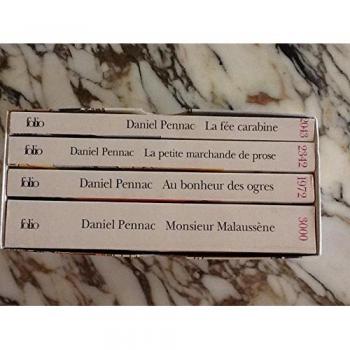 folio Daniel Pennac La fée carabine 2043
folio Daniel Pennac La petite marchande de prose 2342
folio Daniel Pennac Au bonheur des ogres 1972
folio Daniel Pennac Monsieur Malaussène 3000